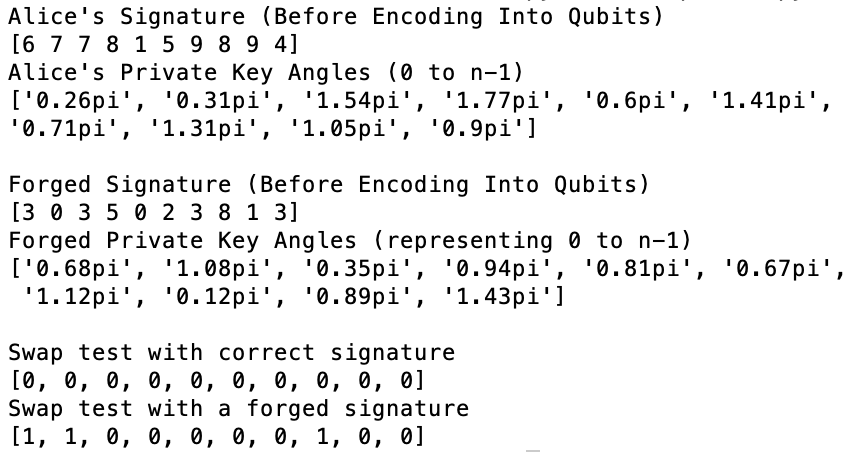 Alice's Signature (Before Encoding Into Qubits)
[6 7 7 8 1 5 9 8 9 4]
Alice's Private Key Angles (0 to n-1)
['0.26pi', '0.31pi', '1.54pi', '1.77pi', '0.6pi', '1.41pi',
'0.71pi', '1.31pi', '1.05pi', '0.9pi']
Forged Signature (Before Encoding Into Qubits)
[3 0 3 5 0 2 3 8 1 3]
Forged Private Key Angles (representing 0 to n-1)
['0.68pi', '1.08pi', '0.35pi', '0.94pi', '0.81pi', '0.67pi',
'1.12pi', '0.12pi', '0.89pi', '1.43pi']
Swap test with correct signature
[0, 0, 0, 0, 0, 0, 0, 0, 0, 0]
Swap test with a forged signature
[1, 1, 0, 0, 0, 0, 0, 1, 0, 0]